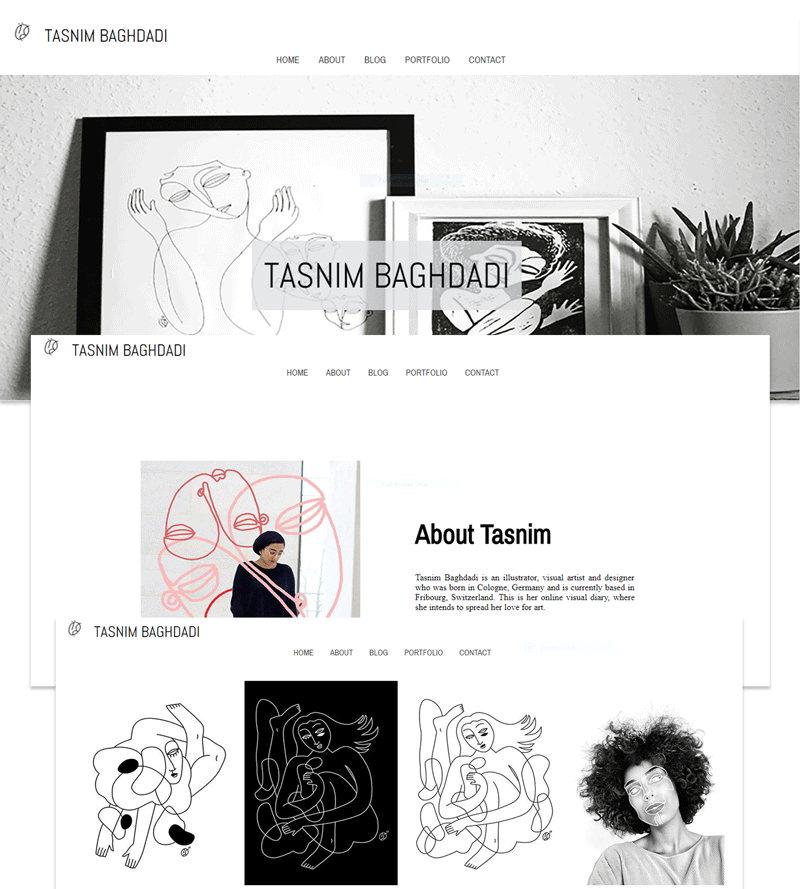 TASNIM BAGHDADI
HOME ABOUT BLOG PORTFOLIO CONTACT
TASNIM BAGHDADI
TASNIM BAGHDADI
HOME ABOUT BLOG PORTFOLIO CONTACT
About Tasnim
Tasnim Baghdadi is an illustrator, visual artist and designer
who was born in Cologne, Germany and is currently based in
Fribourg, Switzerland. This is her online visual diary, where
she intends to spread her love for art.
TASNIM BAGHDADI
HOME ABOUT BLOG PORTFOLIO CONTACT